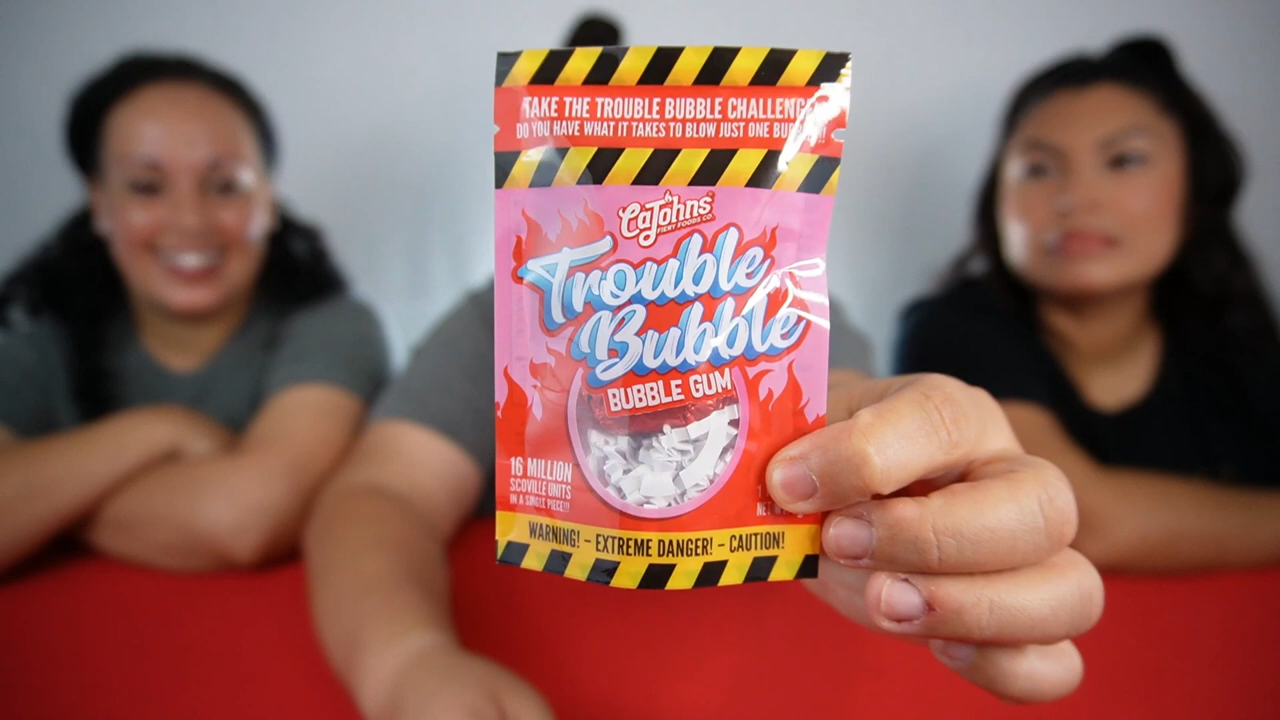 TAKE THE TROUBLE BUBBLE CHALLENGE
DO YOU HAVE WHAT IT TAKES TO BLOW JUST ONE
CaJohns
FIERY FOODS CO.
Trouble
Bubble
BUBBLE GUM
16 MILLION
SCOVILLE UNITS
IN A SINGLE PIECE!!!
WARNING! – EXTREME DANGER! – CAUTION!